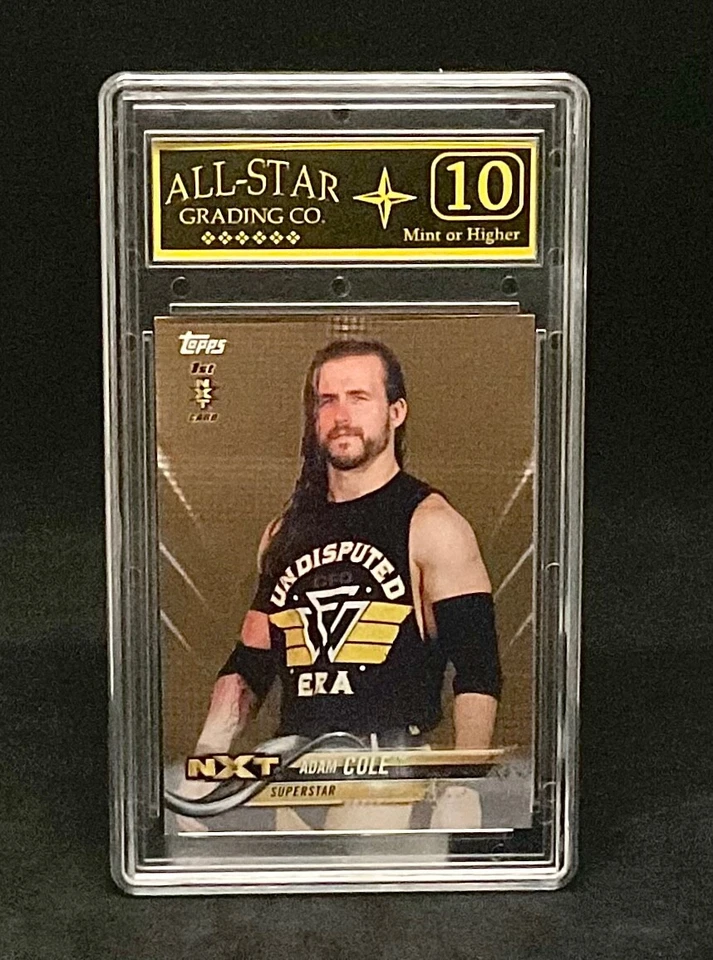 ALL-STAR
GRADING CO.
10
Mint or Higher
Topps
1st
NXT
CARD
UNDISPUTED
ERA
NXT
ADAM COLE
SUPERSTAR